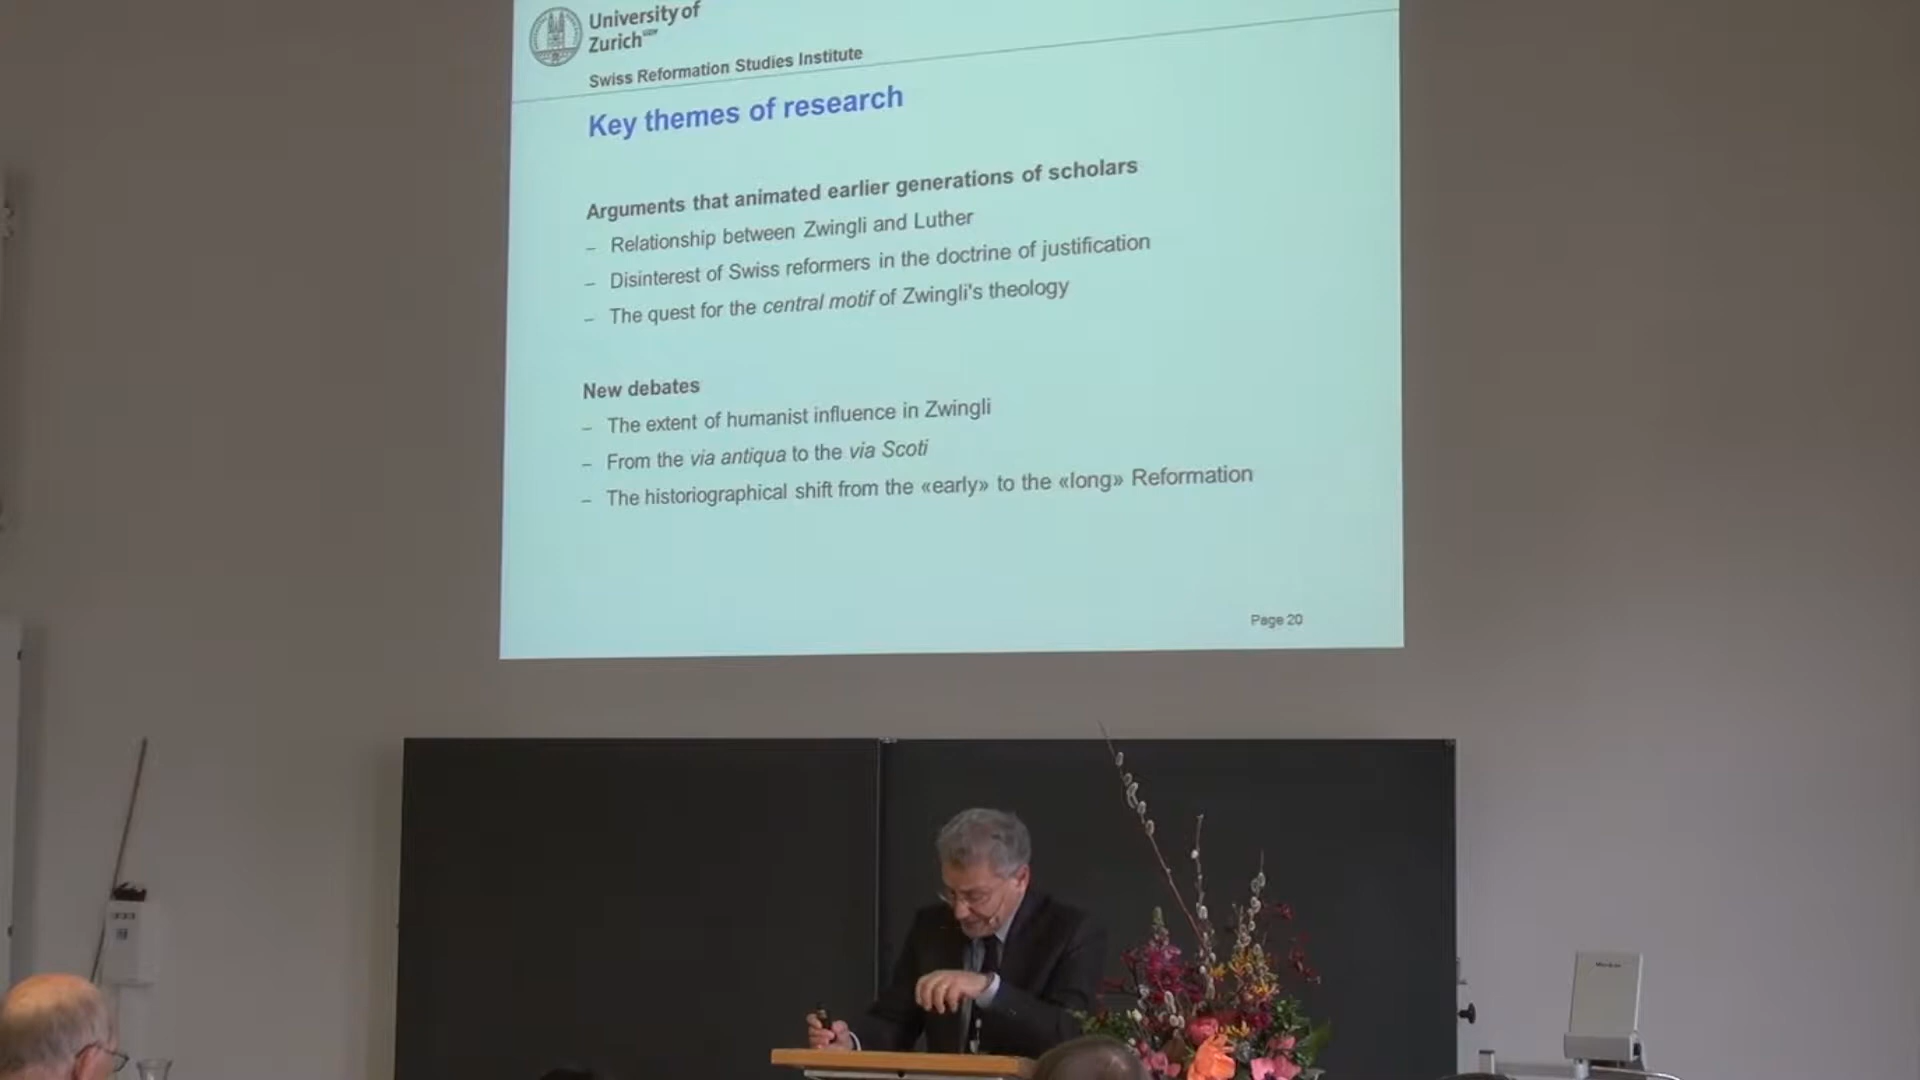 University of
Zurich
Swiss Reformation Studies Institute
Key themes of research
Arguments that animated earlier generations of scholars
– Relationship between Zwingli and Luther
– Disinterest of Swiss reformers in the doctrine of justification
– The quest for the central motif of Zwingli's theology
New debates
– The extent of humanist influence in Zwingli
– From the via antiqua to the via Scoti
– The historiographical shift from the «early» to the «long» Reformation
Page 20